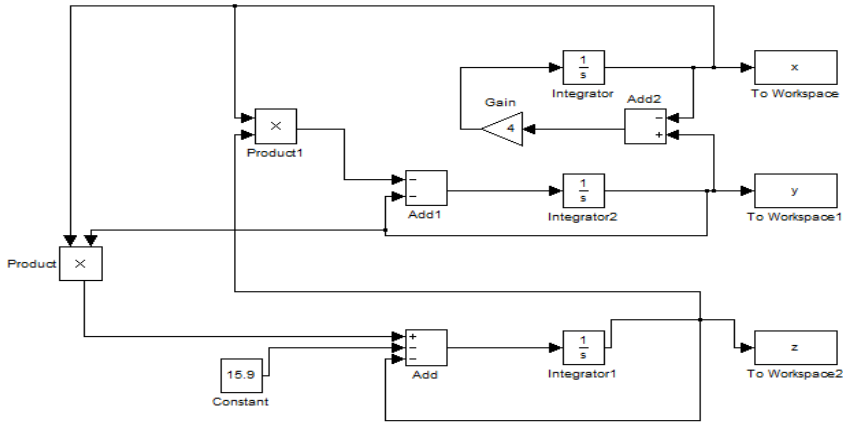 1
s
Integrator
x
To Workspace
Gain
4
Add2
−
+
×
Product1
−
−
Add1
1
s
Integrator2
y
To Workspace1
Product
×
+
−
−
Add
1
s
Integrator1
z
To Workspace2
15.9
Constant